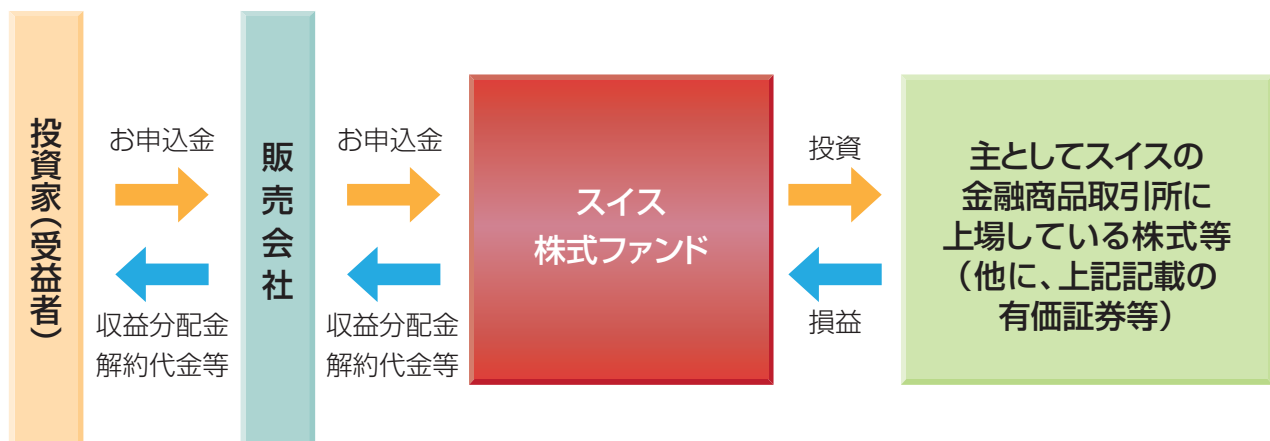 投資家(受益者)
お申込金
収益分配金
解約代金等
販売会社
お申込金
収益分配金
解約代金等
スイス
株式ファンド
投資
損益
主としてスイスの
金融商品取引所に
上場している株式等
(他に、上記記載の
有価証券等)